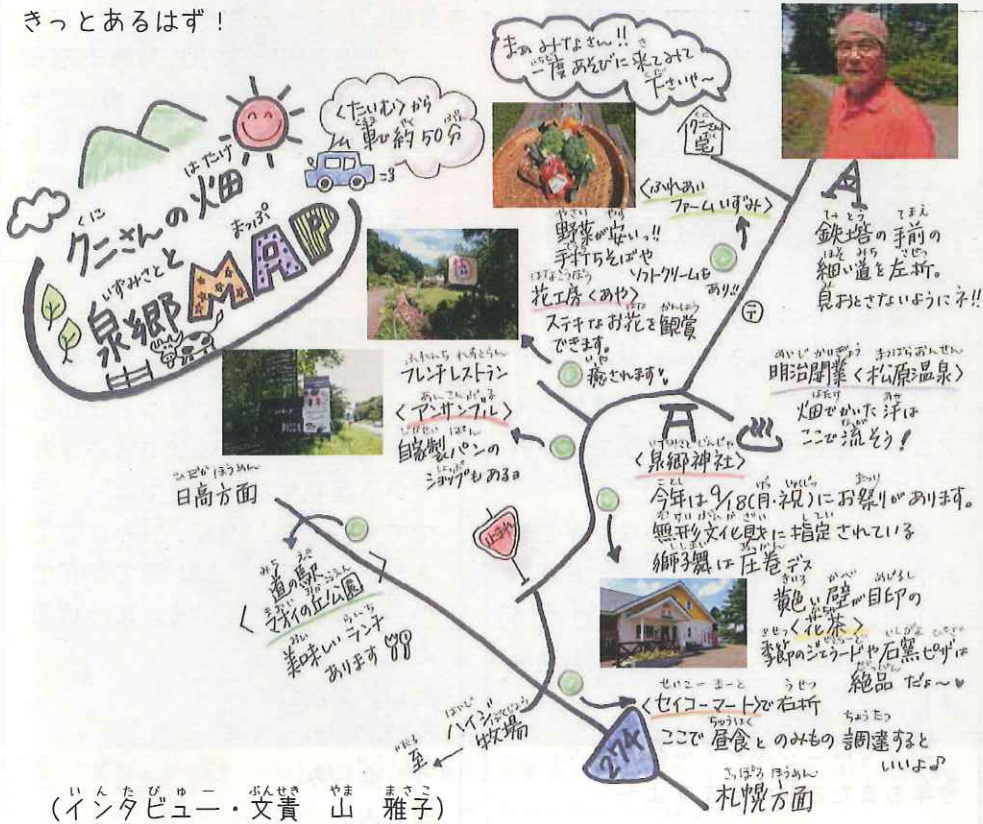 きっとあるはず！
まぁみなさん!!
一度あそびに来てみて
下さいや〜
<たいむ>から
車で約50分
クニさんの畑
と
泉郷MAP
クニさん宅
<ふれあい
ファームいずみ>
野菜が安いっ!!
手打ちそばや
ソフトクリームも
あり!!
花工房<あや>
ステキなお花を観賞
できます。
癒されます♥
鉄塔の手前の
細い道を左折。
見おとさないようにネ!!
〒
明治開業<松原温泉>
畑でかいた汗は
ここで流そう！
フレンチレストラン
<アンサンブル>
自家製パンの
ショップもあるョ
<泉郷神社>
今年は9/18(月・祝)にお祭りがあります。
無形文化財に指定されている
獅子舞は圧巻デス
日高方面
止まれ
道の駅
<マオイの丘公園>
美味しいランチ
あります
黄色い壁が目印の
<花茶>
季節のジェラードや石窯ピザは
絶品だょ〜♥
<セイコーマート>で右折
ここで昼食とのみもの調達すると
いいよ♪
至
ハイジ牧場
274
札幌方面
(インタビュー・文責　山　雅子)